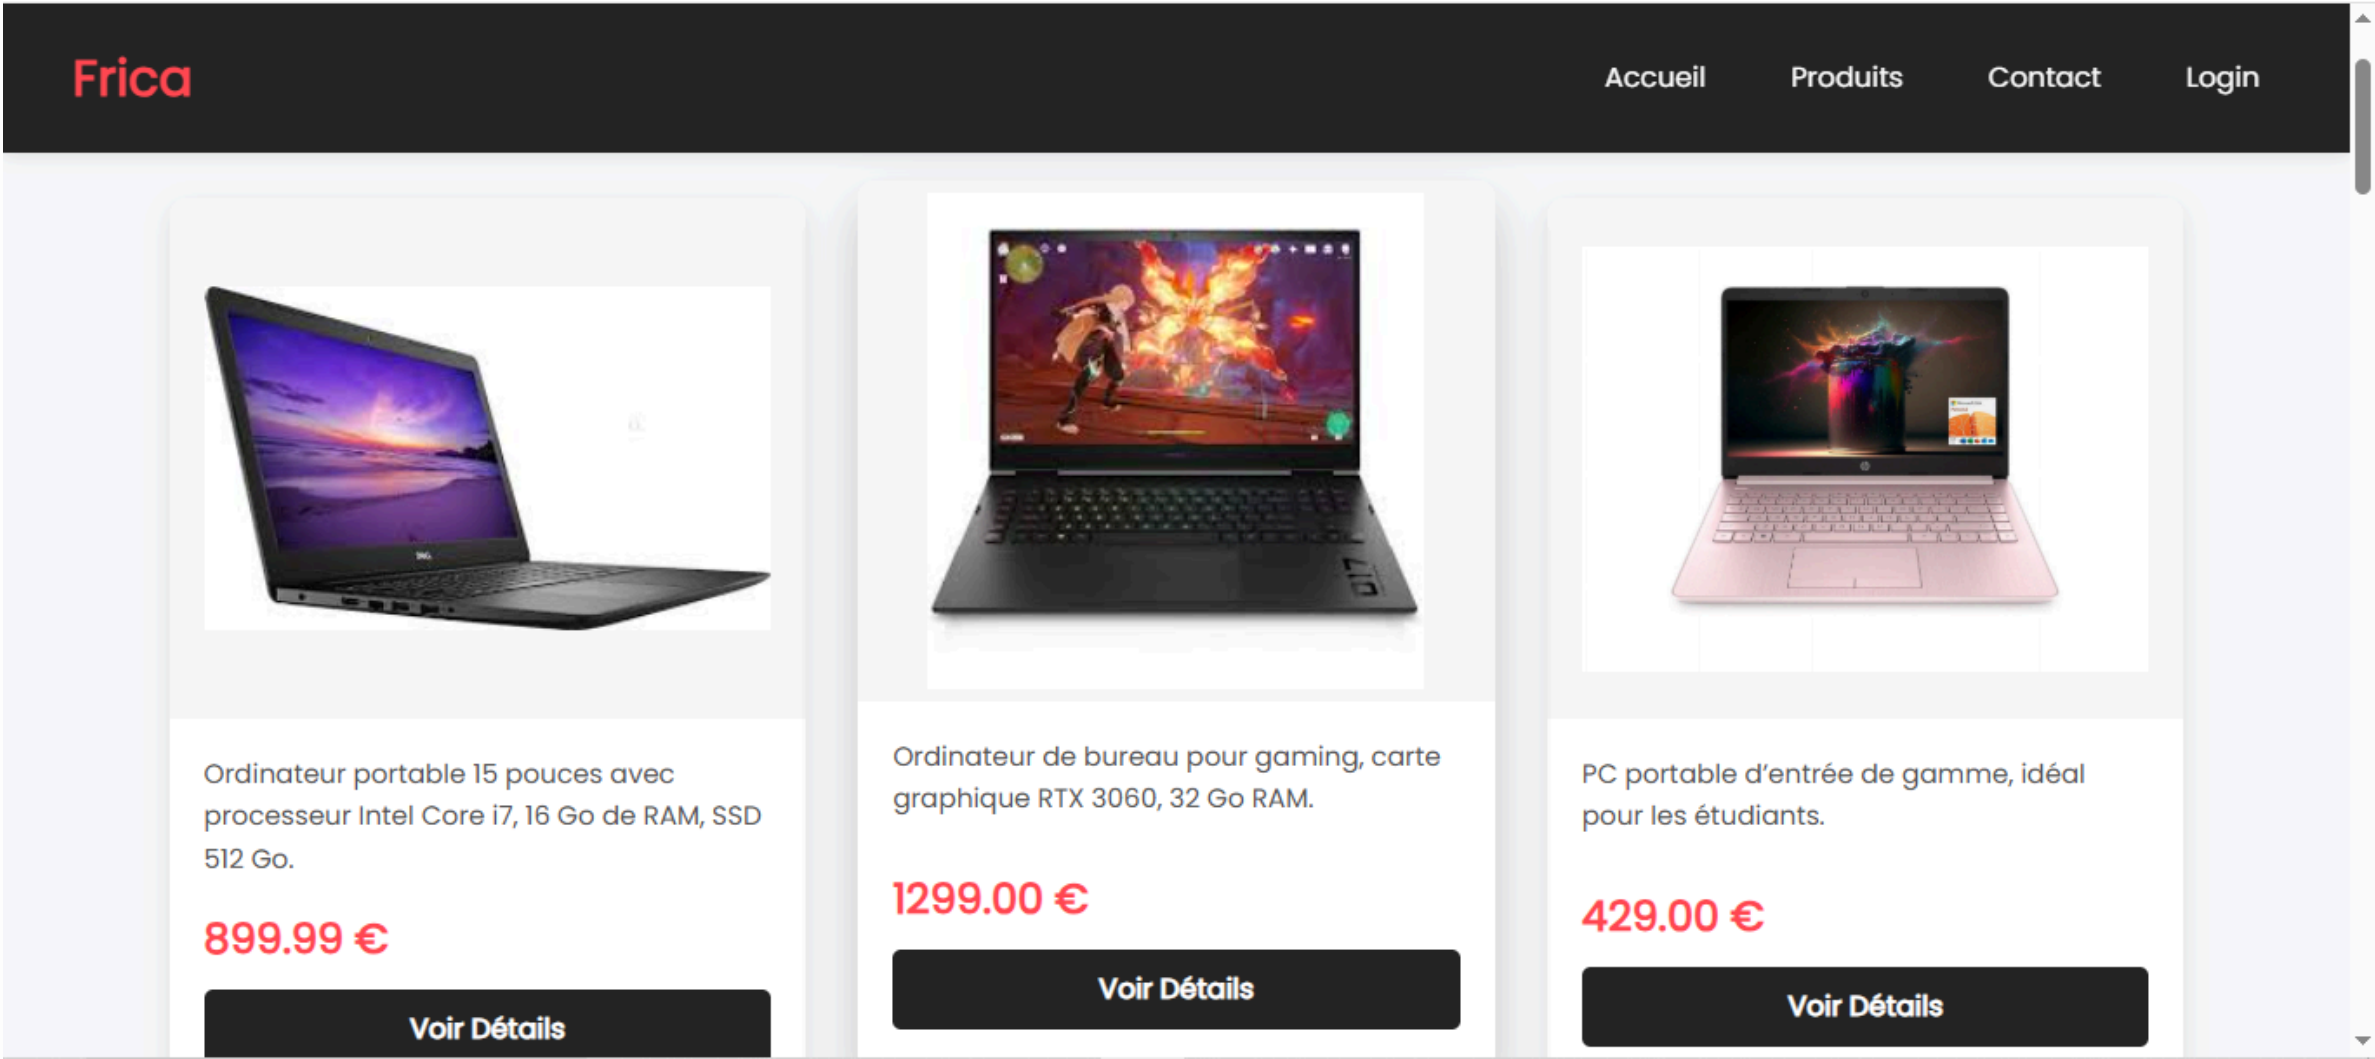 Frica
Accueil
Produits
Contact
Login
Ordinateur portable 15 pouces avec
processeur Intel Core i7, 16 Go de RAM, SSD
512 Go.
899.99 €
Voir Détails
Ordinateur de bureau pour gaming, carte
graphique RTX 3060, 32 Go RAM.
1299.00 €
Voir Détails
PC portable d’entrée de gamme, idéal
pour les étudiants.
429.00 €
Voir Détails